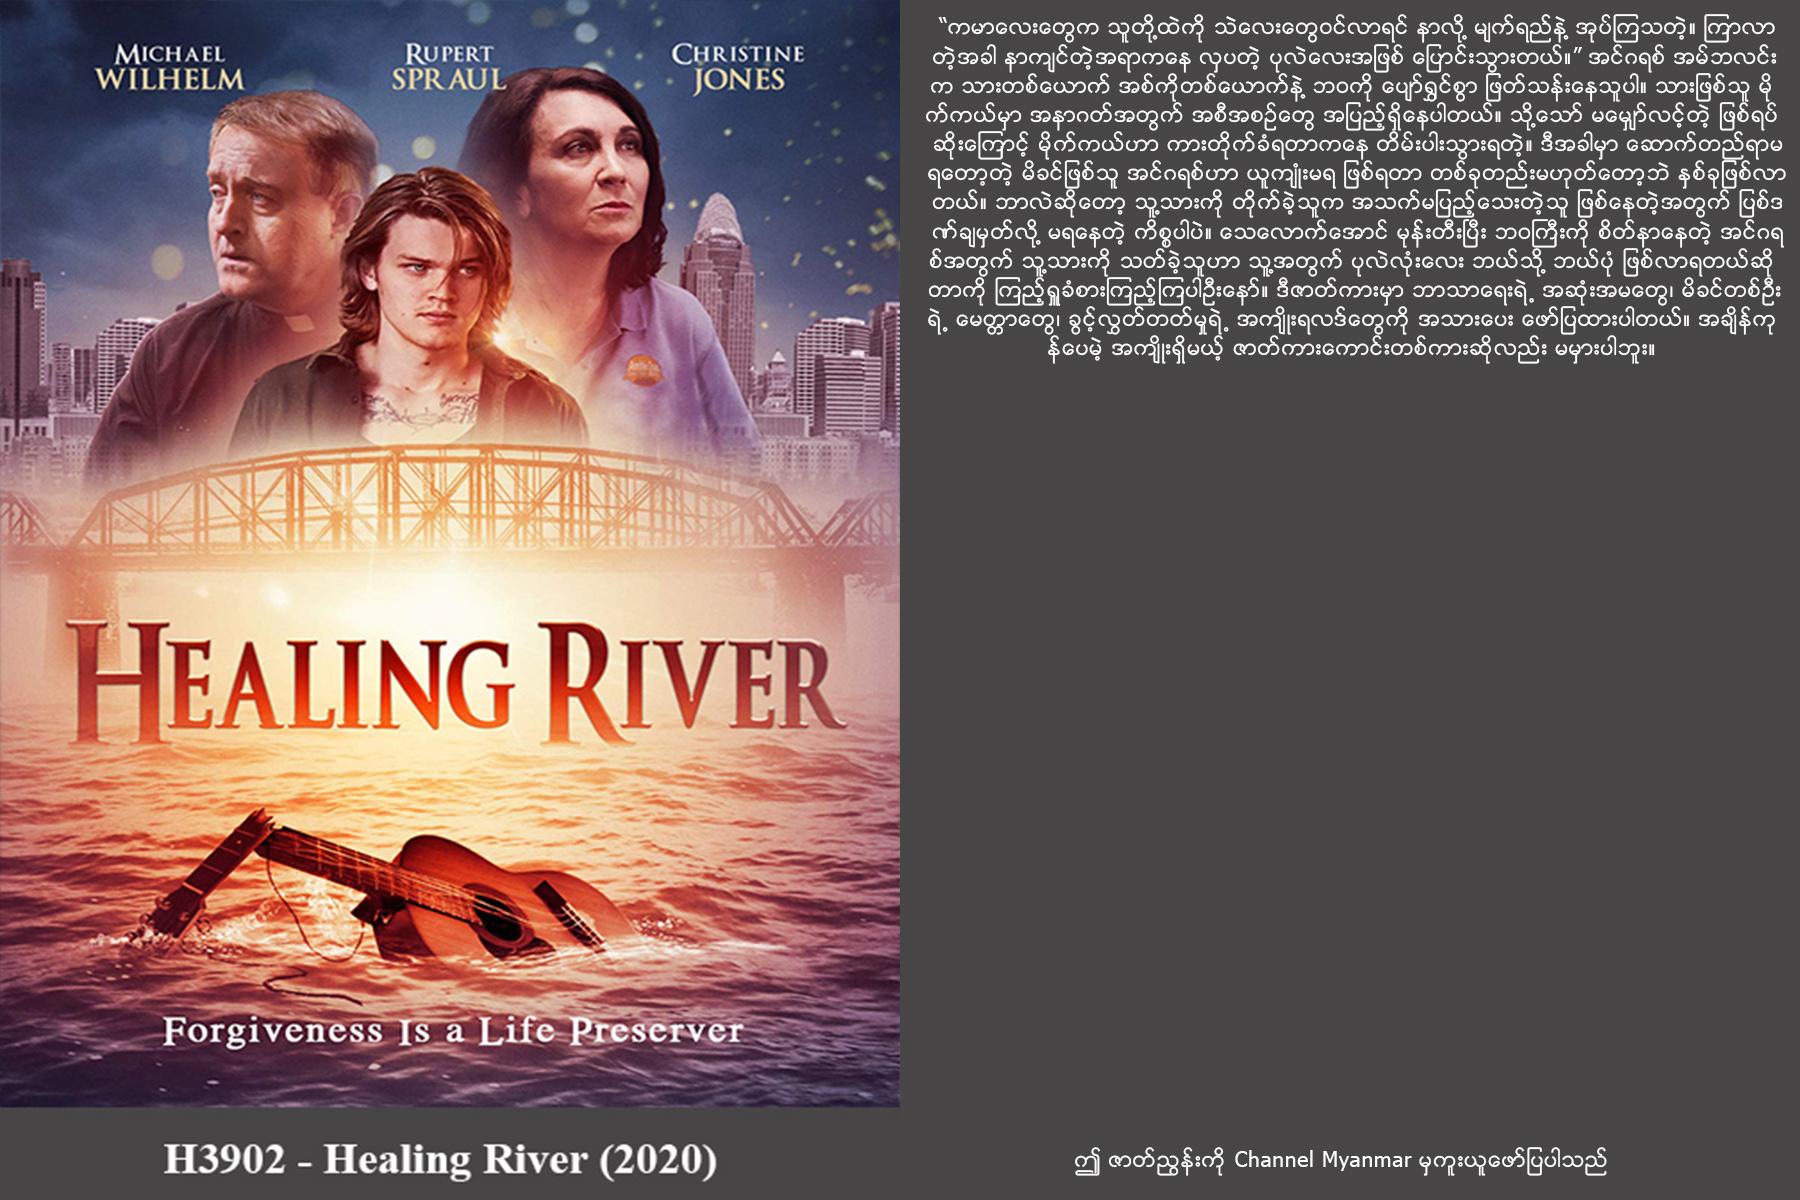 MICHAEL
WILHELM
RUPERT
SPRAUL
CHRISTINE
JONES
HEALING RIVER
Forgiveness Is a Life Preserver
H3902 - Healing River (2020)
“ကမာလေးတွေက သူတို့ထဲကို သဲလေးတွေဝင်လာရင် နာလို့ မျက်ရည်နဲ့ အုပ်ကြသတဲ့။ ကြာလာ
တဲ့အခါ နာကျင်တဲ့အရာကနေ လှပတဲ့ ပုလဲလေးအဖြစ် ပြောင်းသွားတယ်။” အင်ဂရစ် အမ်ဘလင်း
က သားတစ်ယောက် အစ်ကိုတစ်ယောက်နဲ့ ဘဝကို ပျော်ရွှင်စွာ ဖြတ်သန်းနေသူပါ။ သားဖြစ်သူ မို
က်ကယ်မှာ အနာဂတ်အတွက် အစီအစဉ်တွေ အပြည့်ရှိနေပါတယ်။ သို့သော် မမျှော်လင့်တဲ့ ဖြစ်ရပ်
ဆိုးကြောင့် မိုက်ကယ်ဟာ ကားတိုက်ခံရတာကနေ တိမ်းပါးသွားရတဲ့။ ဒီအခါမှာ ဆောက်တည်ရာမ
ရတော့တဲ့ မိခင်ဖြစ်သူ အင်ဂရစ်ဟာ ယူကျုံးမရ ဖြစ်ရတာ တစ်ခုတည်းမဟုတ်တော့ဘဲ နှစ်ခုဖြစ်လာ
တယ်။ ဘာလဲဆိုတော့ သူ့သားကို တိုက်ခဲ့သူက အသက်မပြည့်သေးတဲ့သူ ဖြစ်နေတဲ့အတွက် ပြစ်ဒ
ဏ်ချမှတ်လို့ မရနေတဲ့ ကိစ္စပါပဲ။ သေလောက်အောင် မုန်းတီးပြီး ဘဝကြီးကို စိတ်နာနေတဲ့ အင်ဂရ
စ်အတွက် သူ့သားကို သတ်ခဲ့သူဟာ သူ့အတွက် ပုလဲလုံးလေး ဘယ်သို့ ဘယ်ပုံ ဖြစ်လာရတယ်ဆို
တာကို ကြည့်ရှူခံစားကြည့်ကြပါဦးနော်။ ဒီဇာတ်ကားမှာ ဘာသာရေးရဲ့ အဆုံးအမတွေ၊ မိခင်တစ်ဦး
ရဲ့ မေတ္တာတွေ၊ ခွင့်လွှတ်တတ်မှုရဲ့ အကျိုးရလဒ်တွေကို အသားပေး ဖော်ပြထားပါတယ်။ အချိန်ကု
န်ပေမဲ့ အကျိုးရှိမယ့် ဇာတ်ကားကောင်းတစ်ကားဆိုလည်း မမှားပါဘူး။
ဤ ဇာတ်ညွှန်းကို Channel Myanmar မှကူးယူဖော်ပြပါသည်